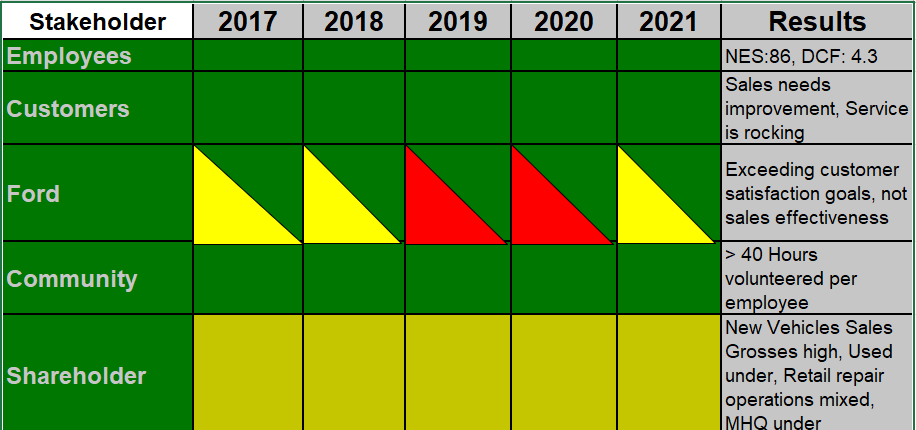 Stakeholder 2017 2018 2019 2020 2021 Results
Employees NES:86, DCF: 4.3
Customers
Sales needs
improvement, Service
is rocking
Ford
Exceeding customer
satisfaction goals, not
sales effectiveness
Community
> 40 Hours
volunteered per
employee
Shareholder
New Vehicles Sales
Grosses high, Used
under, Retail repair
operations mixed,
MHQ under